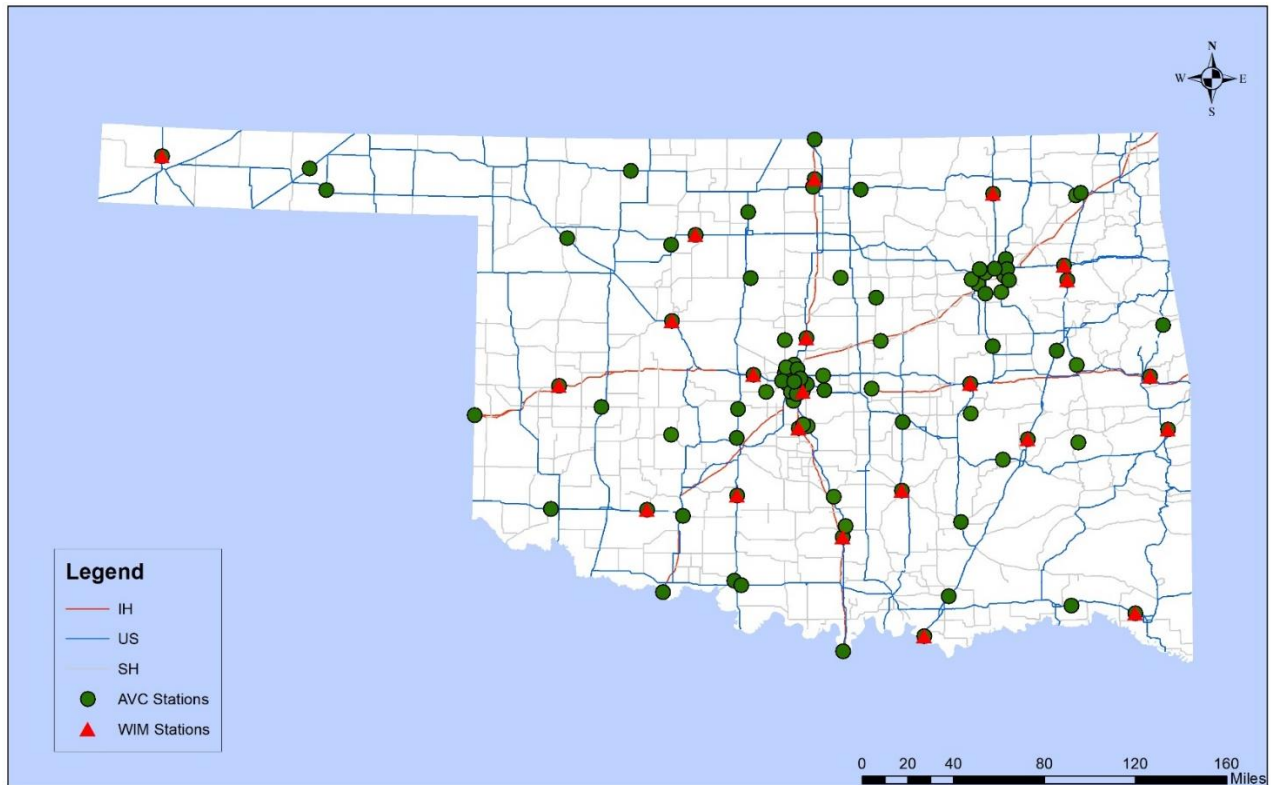 N
W E
S
Legend
IH
US
SH
AVC Stations
WIM Stations
0 20 40 80 120 160
Miles